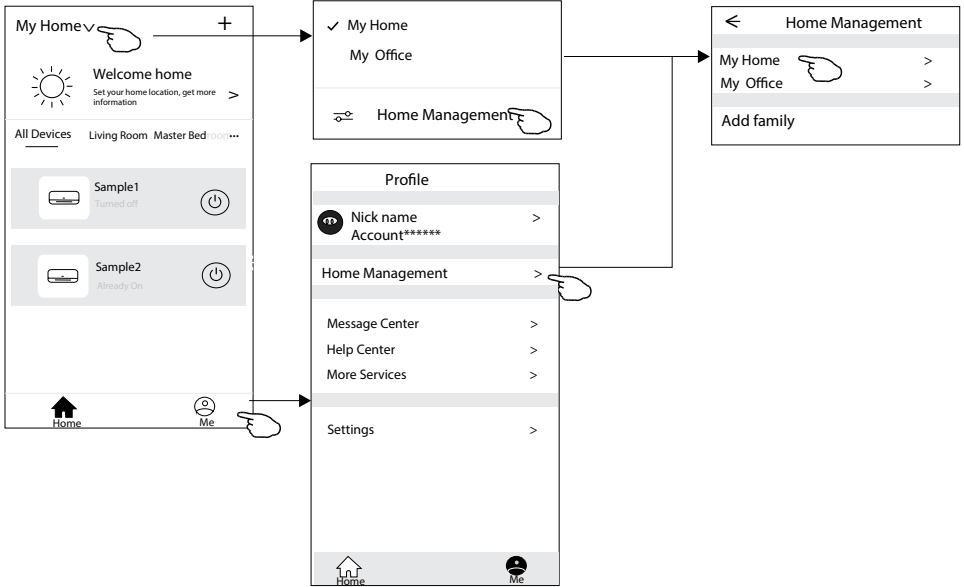 My Home
+
Welcome home
Set your home location, get more
information
>
All Devices Living Room Master Bedroom...
Sample1
Turned off
Sample2
Already On
Home
Me
My Home
My Office
Home Management
Profile
Nick name >
Account******
Home Management >
Message Center >
Help Center >
More Services >
Settings >
Home
Me
Home Management
My Home >
My Office >
Add family